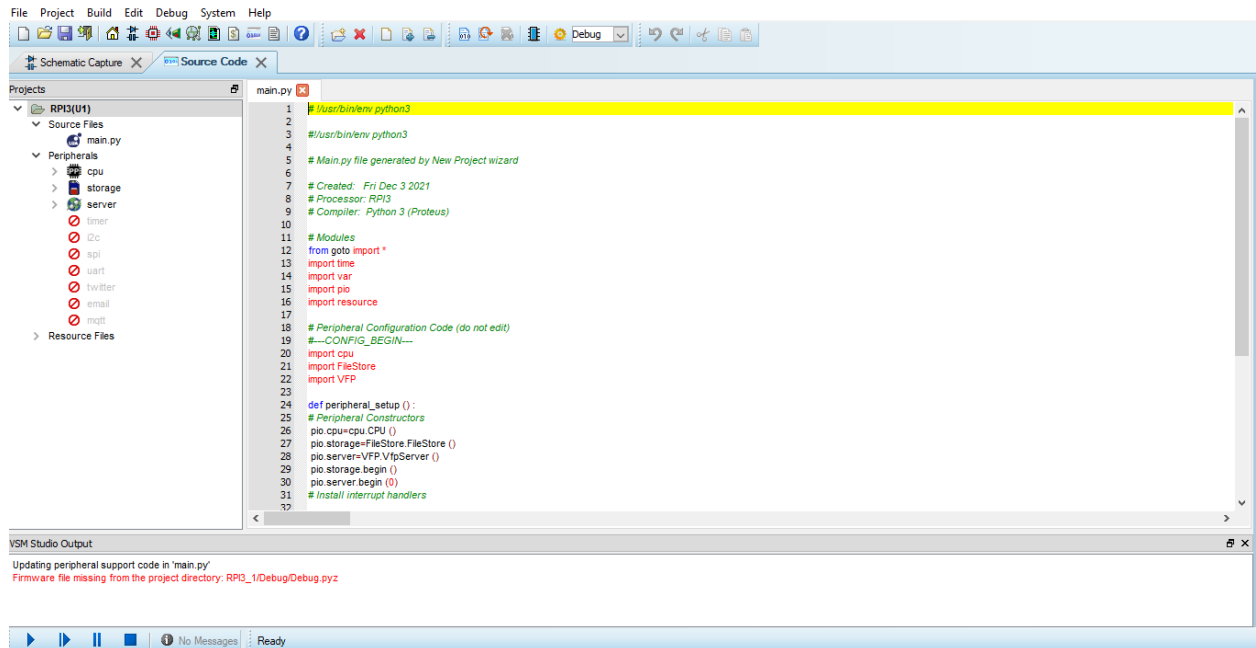 File Project Build Edit Debug System Help
Debug
Schematic Capture
Source Code
Projects
RPI3(U1)
Source Files
main.py
Peripherals
cpu
storage
server
timer
i2c
spi
uart
twitter
email
mqtt
Resource Files
main.py
1 # !/usr/bin/env python3
2
3 #!/usr/bin/env python3
4
5 # Main.py file generated by New Project wizard
6
7 # Created: Fri Dec 3 2021
8 # Processor: RPI3
9 # Compiler: Python 3 (Proteus)
10
11 # Modules
12 from goto import *
13 import time
14 import var
15 import pio
16 import resource
17
18 # Peripheral Configuration Code (do not edit)
19 #---CONFIG_BEGIN---
20 import cpu
21 import FileStore
22 import VFP
23
24 def peripheral_setup () :
25 # Peripheral Constructors
26 pio.cpu=cpu.CPU ()
27 pio.storage=FileStore.FileStore ()
28 pio.server=VFP.VfpServer ()
29 pio.storage.begin ()
30 pio.server.begin (0)
31 # Install interrupt handlers
32
VSM Studio Output
Updating peripheral support code in 'main.py'
Firmware file missing from the project directory: RPI3_1/Debug/Debug.pyz
No Messages
Ready